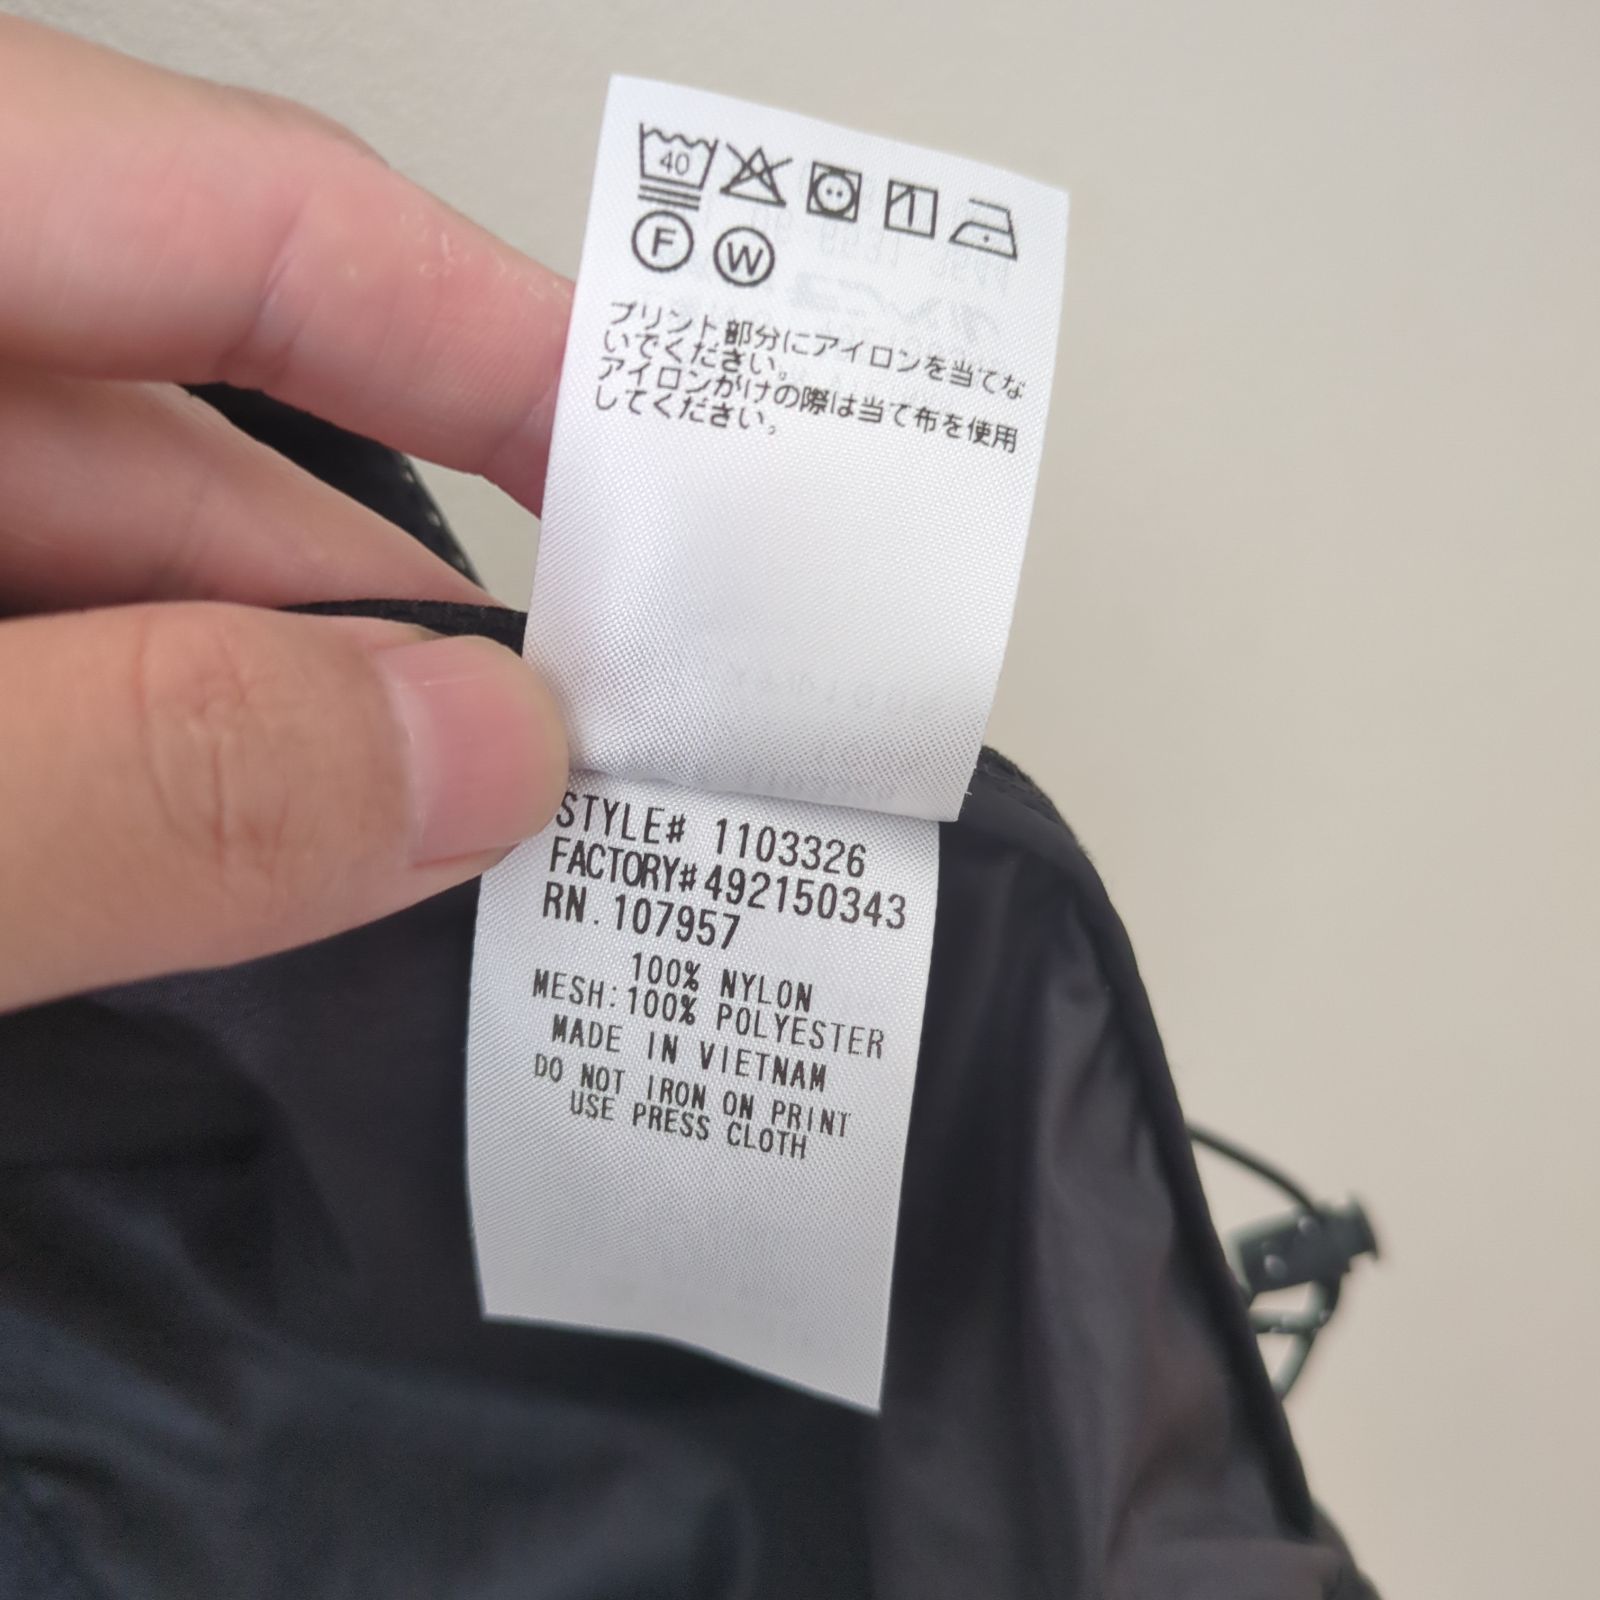 40
F W
プリント部分にアイロンを当てな
いでください。
アイロンがけの際は当て布を使用
してください。
STYLE# 1103326
FACTORY#492150343
RN.107957
100% NYLON
MESH:100% POLYESTER
MADE IN VIETNAM
DO NOT IRON ON PRINT
USE PRESS CLOTH